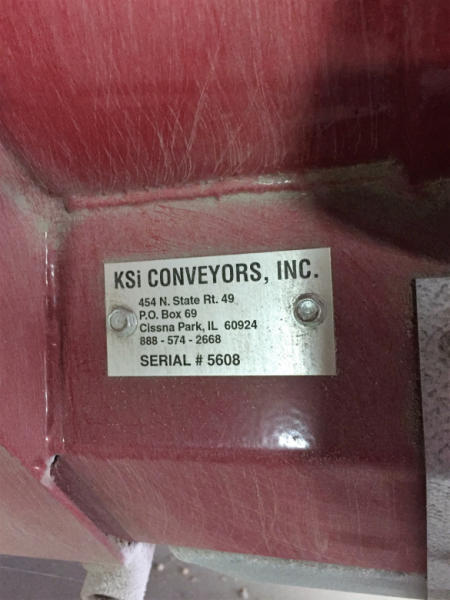 KSi CONVEYORS, INC.
454 N. State Rt. 49
P.O. Box 69
Cissna Park, IL 60924
888 - 574 - 2668
SERIAL # 5608